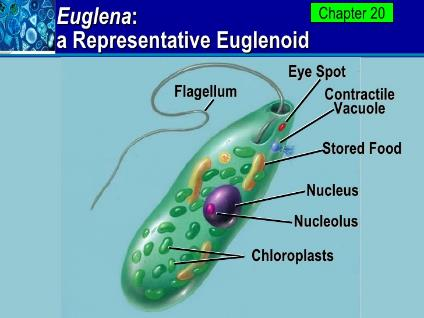 Euglena:
a Representative Euglenoid
Chapter 20
Eye Spot
Flagellum
Contractile
Vacuole
Stored Food
Nucleus
Nucleolus
Chloroplasts